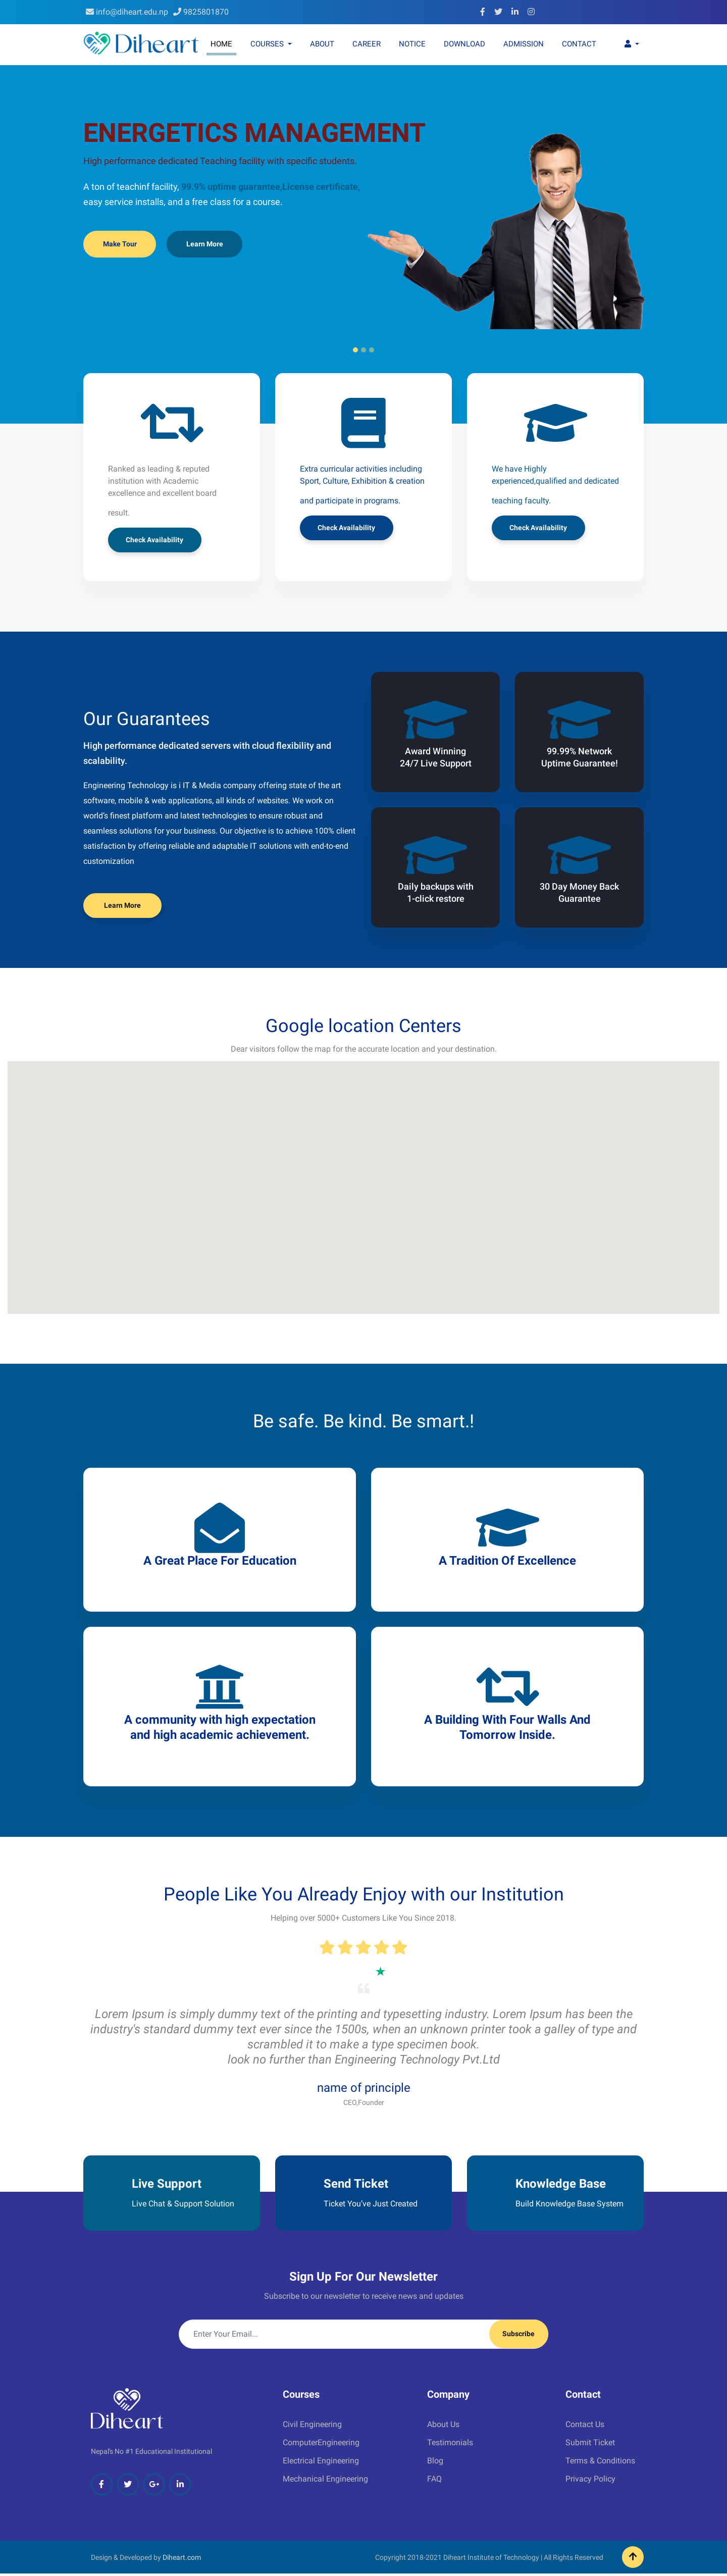 info@diheart.edu.np 9825801870
Diheart HOME COURSES ABOUT CAREER NOTICE DOWNLOAD ADMISSION CONTACT
ENERGETICS MANAGEMENT
High performance dedicated Teaching facility with specific students.
A ton of teachinf facility, 99.9% uptime guarantee,License certificate,
easy service installs, and a free class for a course.
Make Tour Learn More
Ranked as leading & reputed
institution with Academic
excellence and excellent board
result.
Check Availability
Extra curricular activities including
Sport, Culture, Exhibition & creation
and participate in programs.
Check Availability
We have Highly
experienced,qualified and dedicated
teaching faculty.
Check Availability
Our Guarantees
High performance dedicated servers with cloud flexibility and
scalability.
Engineering Technology is i IT & Media company offering state of the art
software, mobile & web applications, all kinds of websites. We work on
world's finest platform and latest technologies to ensure robust and
seamless solutions for your business. Our objective is to achieve 100% client
satisfaction by offering reliable and adaptable IT solutions with end-to-end
customization
Learn More
Award Winning
24/7 Live Support
99.99% Network
Uptime Guarantee!
Daily backups with
1-click restore
30 Day Money Back
Guarantee
Google location Centers
Dear visitors follow the map for the accurate location and your destination.
Be safe. Be kind. Be smart.!
A Great Place For Education
A Tradition Of Excellence
A community with high expectation
and high academic achievement.
A Building With Four Walls And
Tomorrow Inside.
People Like You Already Enjoy with our Institution
Helping over 5000+ Customers Like You Since 2018.
Lorem Ipsum is simply dummy text of the printing and typesetting industry. Lorem Ipsum has been the
industry's standard dummy text ever since the 1500s, when an unknown printer took a galley of type and
scrambled it to make a type specimen book.
look no further than Engineering Technology Pvt.Ltd
name of principle
CEO,Founder
Live Support
Live Chat & Support Solution
Send Ticket
Ticket You've Just Created
Knowledge Base
Build Knowledge Base System
Sign Up For Our Newsletter
Subscribe to our newsletter to receive news and updates
Enter Your Email... Subscribe
Diheart
Nepal's No #1 Educational Institutional
Courses
Civil Engineering
ComputerEngineering
Electrical Engineering
Mechanical Engineering
Company
About Us
Testimonials
Blog
FAQ
Contact
Contact Us
Submit Ticket
Terms & Conditions
Privacy Policy
Design & Developed by Diheart.com
Copyright 2018-2021 Diheart Institute of Technology | All Rights Reserved